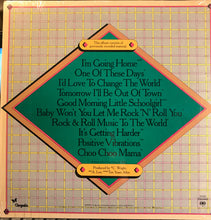 This album consists of
previously recorded material
I'm Going Home
One Of These Days
I'd Love To Change The World
Tomorrow I'll Be Out Of Town
Good Morning Little Schoolgirl
Baby Won't You Let Me Rock 'N' Roll You
Rock & Roll Music To The World
It's Getting Harder
Positive Vibrations
Choo Choo Mama
Chrysalis